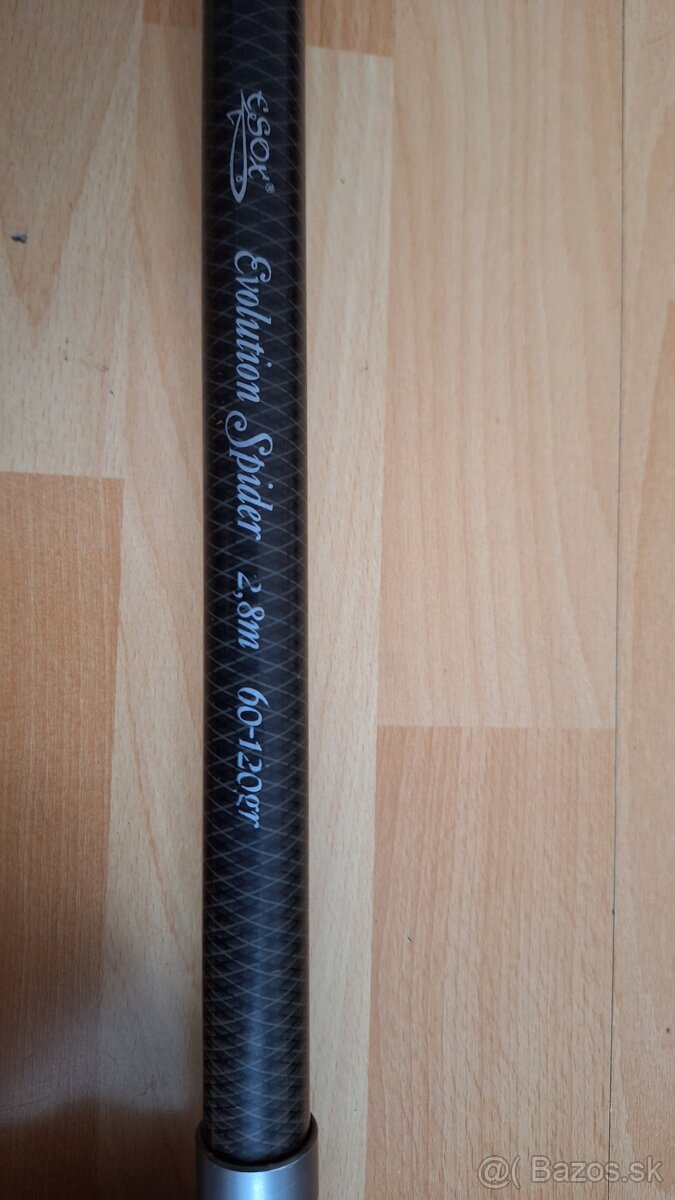 ESOX®
Evolution Spider 2,8m 60-120gr
@( Bazos.sk